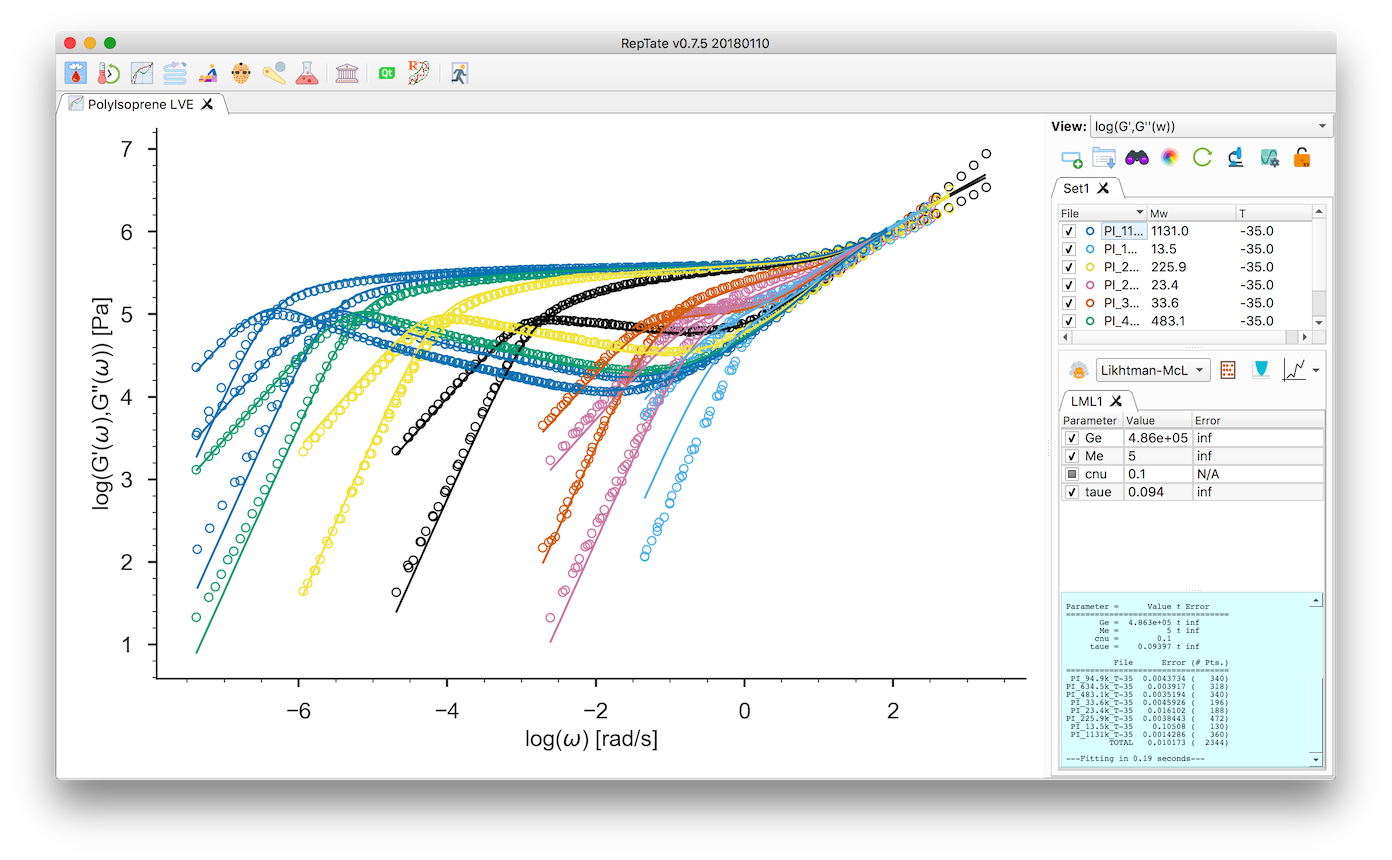 RepTate v0.7.5 20180110
Qt
R
PolyIsoprene LVE
View: log(G',G''(w))
Set1
File Mw T
PI_11... 1131.0 -35.0
PI_1... 13.5 -35.0
PI_2... 225.9 -35.0
PI_2... 23.4 -35.0
PI_3... 33.6 -35.0
PI_4... 483.1 -35.0
Likhtman-McL
LML1
Parameter Value Error
Ge 4.86e+05 inf
Me 5 inf
cnu 0.1 N/A
taue 0.094 inf
Parameter = Value ± Error
===================================
Ge = 4.863e+05 ± inf
Me = 5 ± inf
cnu = 0.1
taue = 0.09397 ± inf
File Error (# Pts.)
===================================
PI_94.9k_T-35 0.0043734 ( 340)
PI_634.5k_T-35 0.003917 ( 318)
PI_483.1k_T-35 0.0035194 ( 340)
PI_33.6k_T-35 0.0045926 ( 196)
PI_23.4k_T-35 0.016102 ( 188)
PI_225.9k_T-35 0.0038443 ( 472)
PI_13.5k_T-35 0.10508 ( 130)
PI_1131k_T-35 0.0014286 ( 360)
TOTAL 0.010173 ( 2344)
---Fitting in 0.19 seconds---
log(G'(ω),G''(ω)) [Pa]
7
6
5
4
3
2
1
−6 −4 −2 0 2
log(ω) [rad/s]